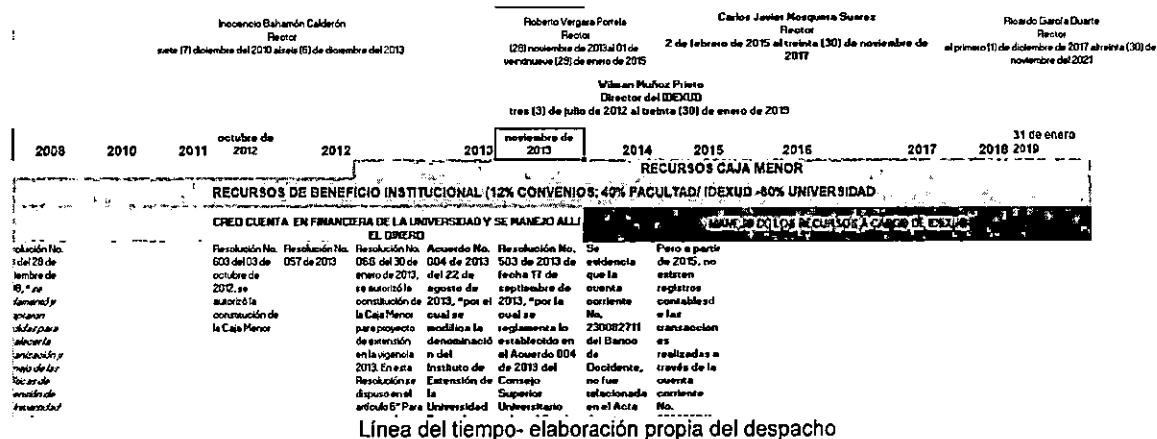 Inocencio Bahamón Calderón
Rector
siete (7) diciembre del 2010 al seis (6) de diciembre del 2013
Roberto Vergara Portela
Rector
(28) noviembre de 2013 al 01 de
veintinueve (29) de enero de 2015
Carlos Javier Mosquera Suarez
Rector
2 de febrero de 2015 al treinta (30) de noviembre de
2017
Ricardo García Duarte
Rector
el primero (1) de diciembre de 2017 al treinta (30) de
noviembre del 2021
Wilman Muñoz Prieto
Director del IDEXUD
tres (3) de julio de 2012 al treinta (30) de enero de 2019
2008 2010 2011 octubre de 2012 2012 2013 noviembre de 2013 2014 2015 2016 2017 2018 31 de enero 2019
RECURSOS CAJA MENOR
RECURSOS DE BENEFICIO INSTITUCIONAL (12% CONVENIOS; 40% FACULTAD/ IDEXUD -60% UNIVERSIDAD
CREO CUENTA EN FINANCIERA DE LA UNIVERSIDAD Y SE MANEJO ALLI
EL DINERO
MANEJO DE LOS RECURSOS A CARGO DE IDEXUD
olución No.
del 28 de
iembre de
Resolución No.
603 del 03 de
octubre de
2012, se
autorizó la
constitución de
la Caja Menor
Resolución No.
057 de 2013
Resolución No.
068 del 30 de
enero de 2013,
se autorizó la
constitución de
la Caja Menor
para proyecto
de extensión
en la vigencia
2013. En esta
Resolución se
dispuso en el
artículo 6° Para
Acuerdo No.
004 de 2013
del 22 de
agosto de
2013, "por el
cual se
modifica la
denominació
n del
Instituto de
Extensión de
la
Universidad
Resolución No.
503 de 2013 de
fecha 17 de
septiembre de
2013, "por la
cual se
reglamenta lo
establecido en
el Acuerdo 004
de 2013 del
Consejo
Superior
Universitario
Se
evidencia
que la
cuenta
corriente
No.
230082711
del Banco
de
Occidente,
no fue
relacionada
en el Acta
Pero a partir
de 2015, no
existen
registros
contables d
e las
transaccion
es
realizadas a
través de la
cuenta
corriente
No.
Línea del tiempo- elaboración propia del despacho